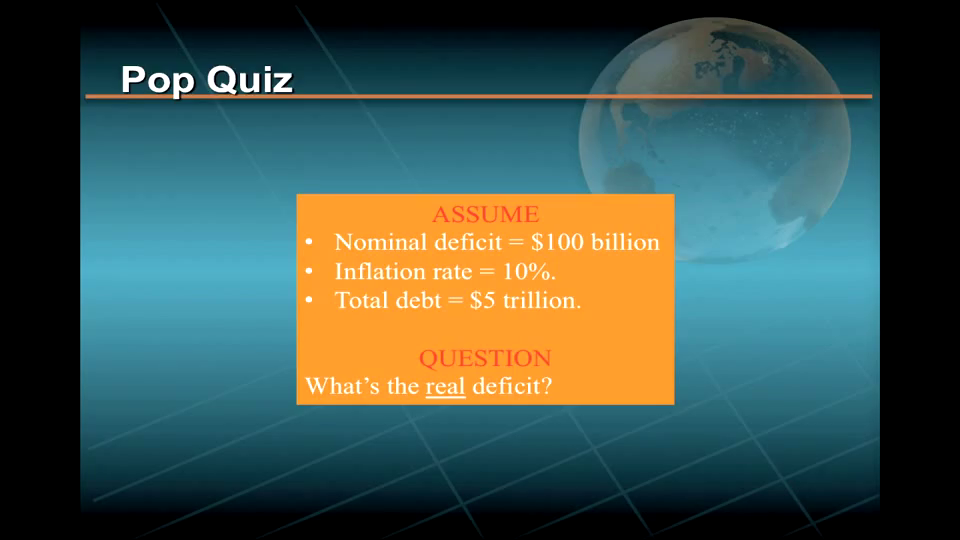 Pop Quiz
ASSUME
• Nominal deficit = $100 billion
• Inflation rate = 10%.
• Total debt = $5 trillion.
QUESTION
What's the real deficit?